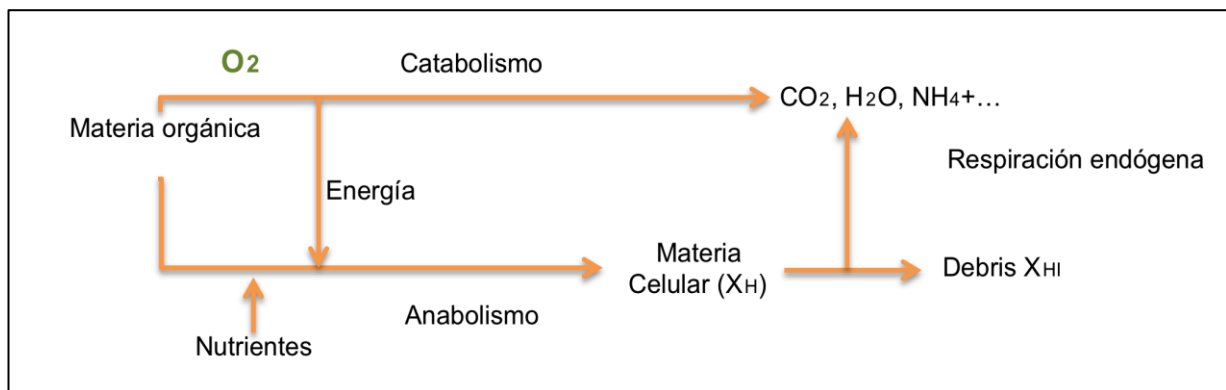 O2
Catabolismo
CO2, H2O, NH4+...
Materia orgánica
Respiración endógena
Energía
Materia
Celular (XH)
Debris XHI
Anabolismo
Nutrientes